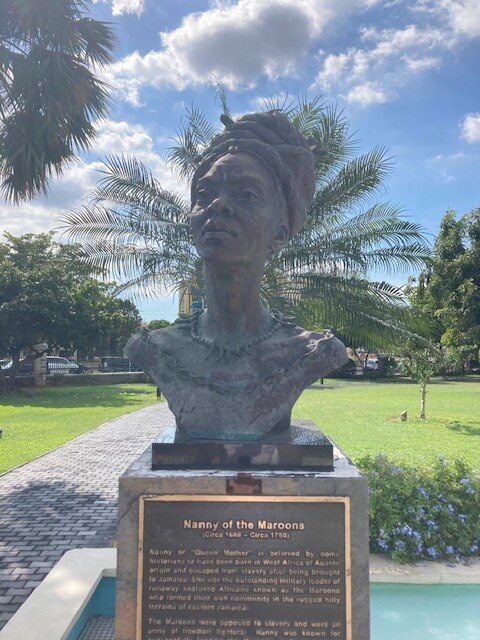 Nanny of the Maroons
(Circa 1686 – Circa 1750)
Nanny or "Queen Mother" is believed by some
historians to have been born in West Africa of Asante
origin and escaped from slavery after being brought
to Jamaica. She was the outstanding military leader of
runaway enslaved Africans known as the Maroons
who formed their own community in the rugged hilly
terrains of eastern Jamaica.
The Maroons were opposed to slavery and were an
army of freedom fighters. Nanny was known for